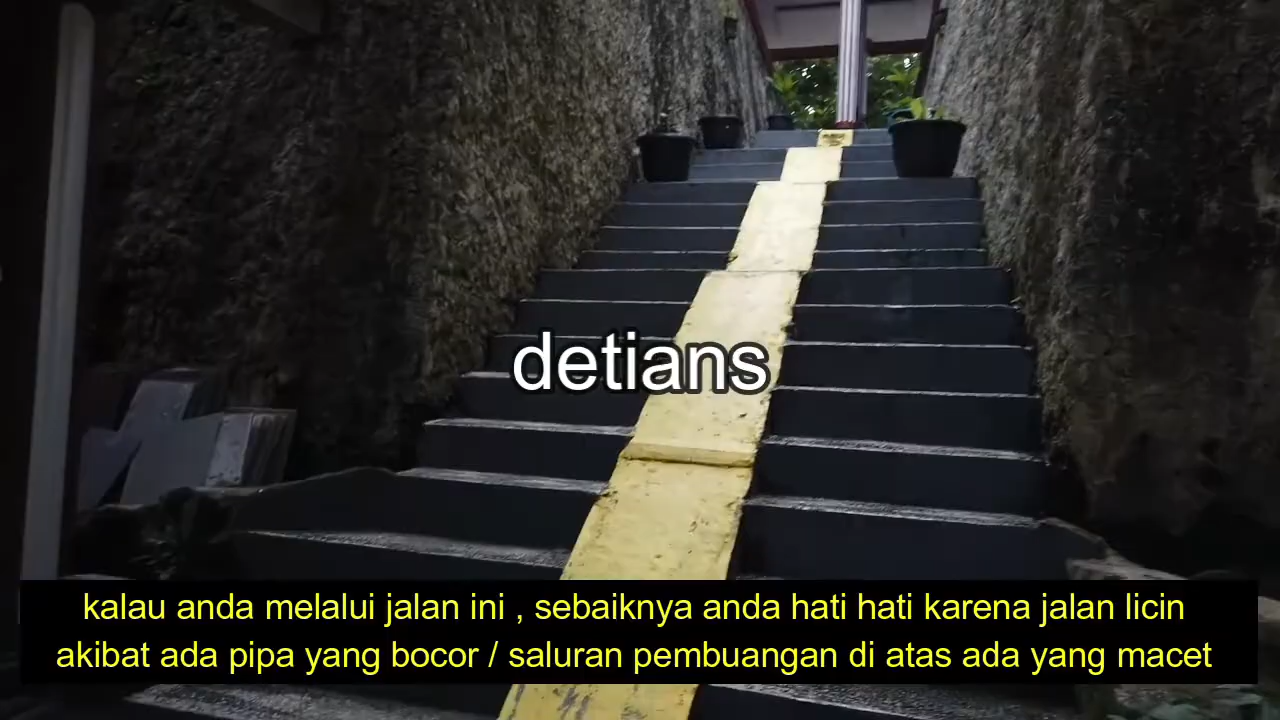 detians
kalau anda melalui jalan ini , sebaiknya anda hati hati karena jalan licin
akibat ada pipa yang bocor / saluran pembuangan di atas ada yang macet